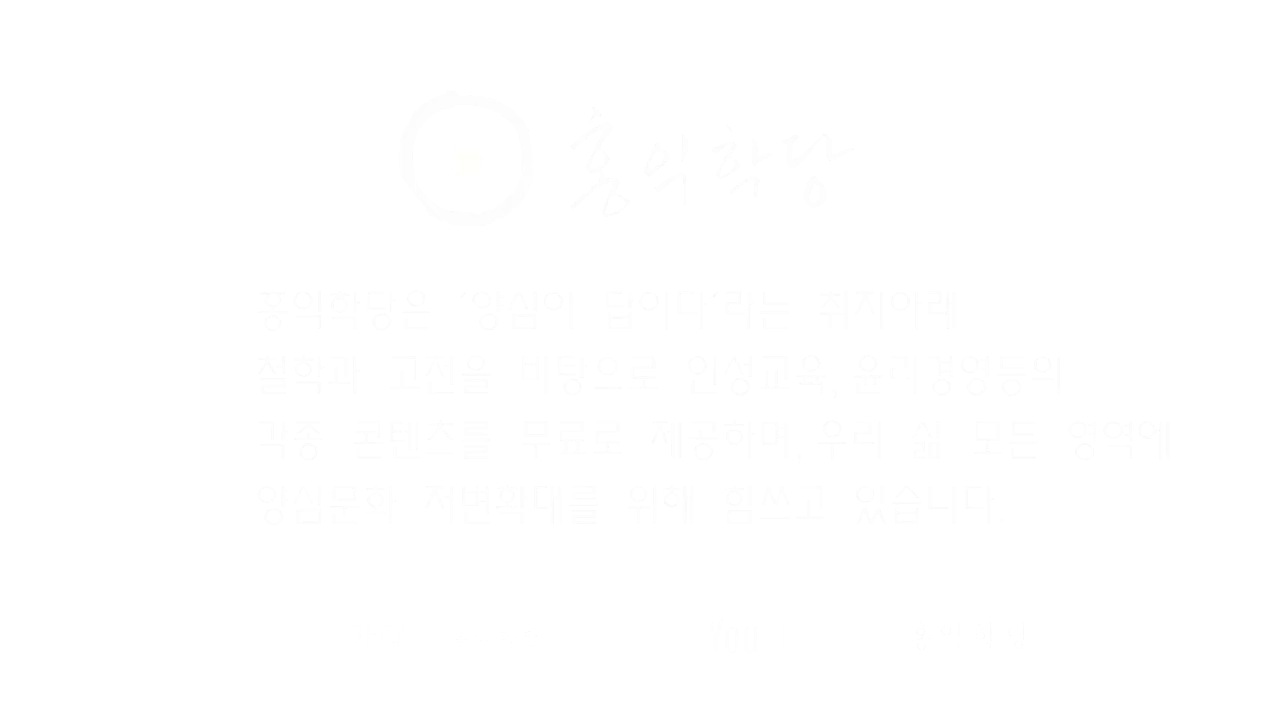 홍익학당
홍익학당은 '양심이 답이다'라는 취지아래
철학과 고전을 바탕으로 인성교육, 윤리경영등의
각종 콘텐츠를 무료로 제공하며, 우리 삶 모든 영역에
양심문화 저변확대를 위해 힘쓰고 있습니다